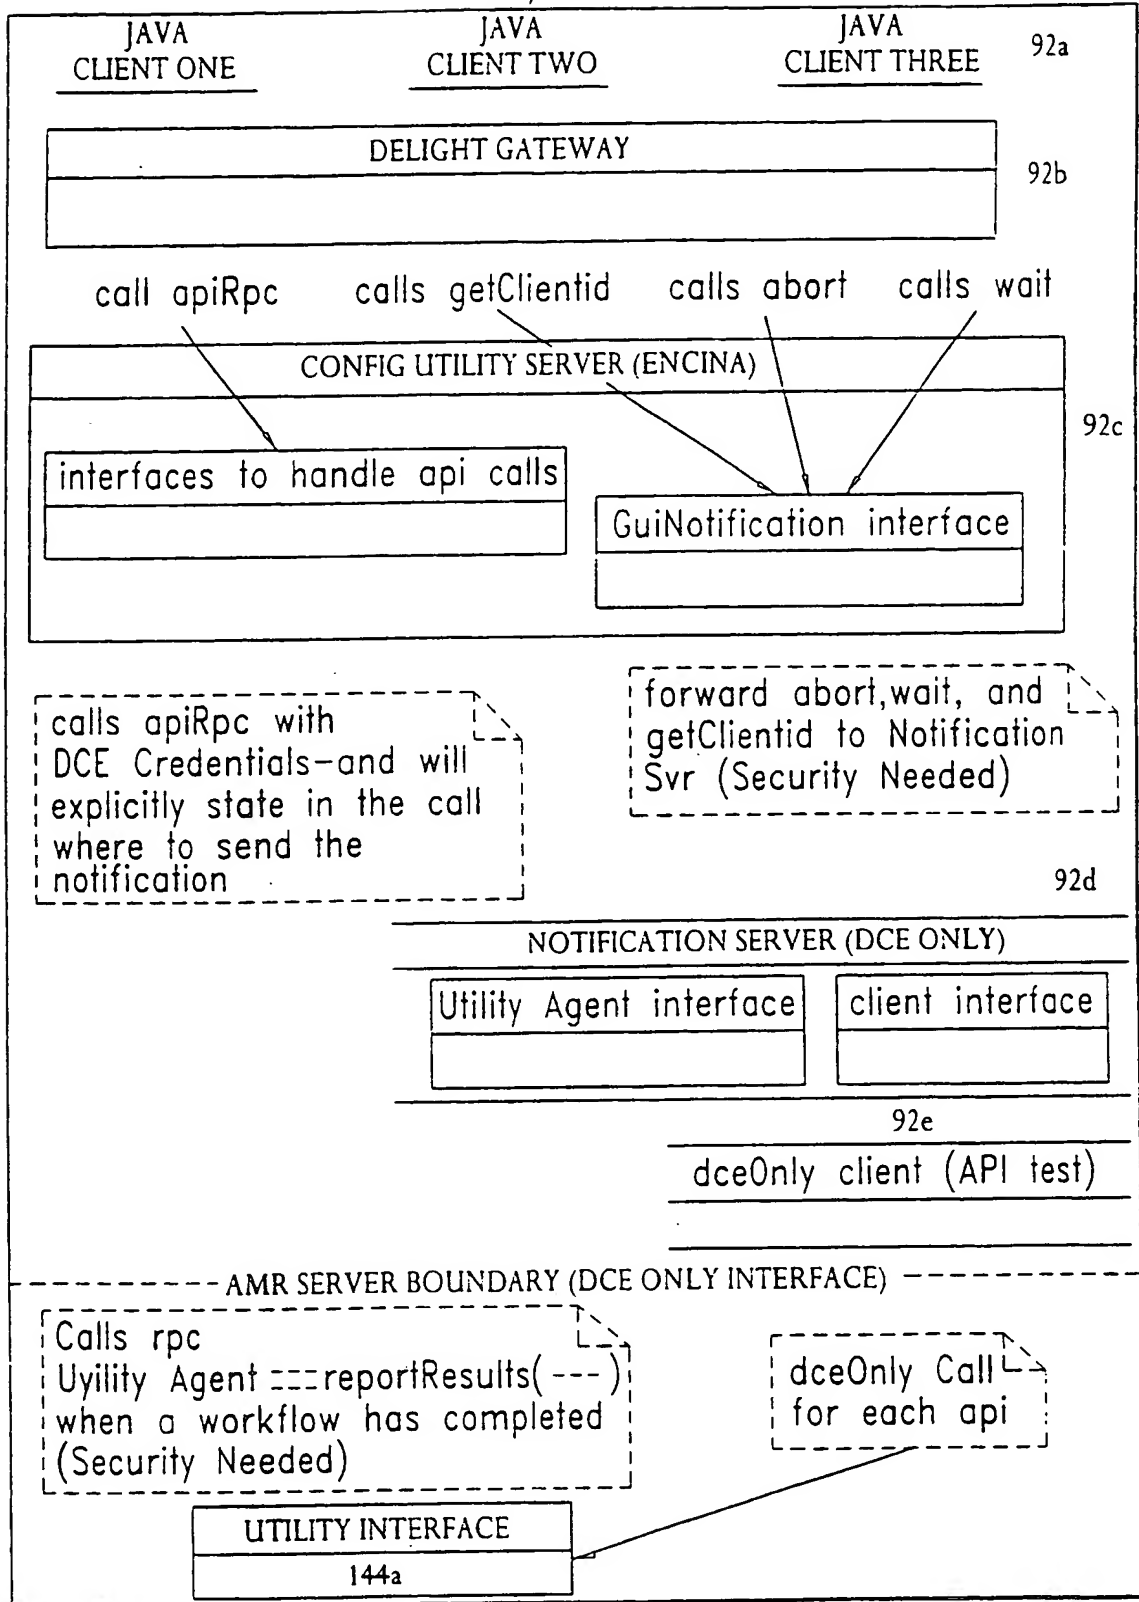 JAVA
CLIENT ONE
JAVA
CLIENT TWO
JAVA
CLIENT THREE
92a
DELIGHT GATEWAY
92b
call apiRpc
calls getClientid
calls abort
calls wait
CONFIG UTILITY SERVER (ENCINA)
92c
interfaces to handle api calls
GuiNotification interface
calls apiRpc with
DCE Credentials-and will
explicitly state in the call
where to send the
notification
forward abort,wait, and
getClientid to Notification
Svr (Security Needed)
92d
NOTIFICATION SERVER (DCE ONLY)
Utility Agent interface
client interface
92e
dceOnly client (API test)
AMR SERVER BOUNDARY (DCE ONLY INTERFACE)
Calls rpc
Uyility Agent :::reportResults(---)
when a workflow has completed
(Security Needed)
dceOnly Call
for each api
UTILITY INTERFACE
144a